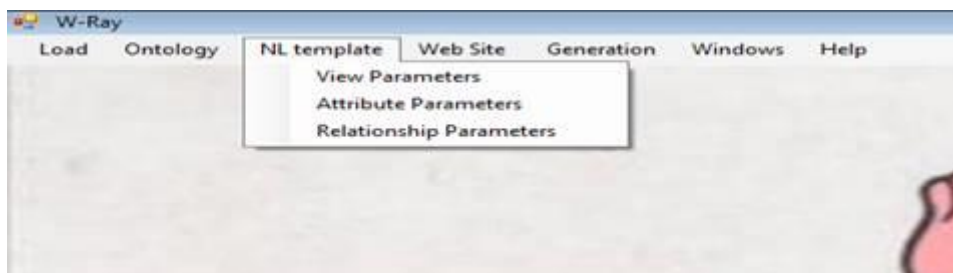 W-Ray
Load Ontology NL template Web Site Generation Windows Help
View Parameters
Attribute Parameters
Relationship Parameters